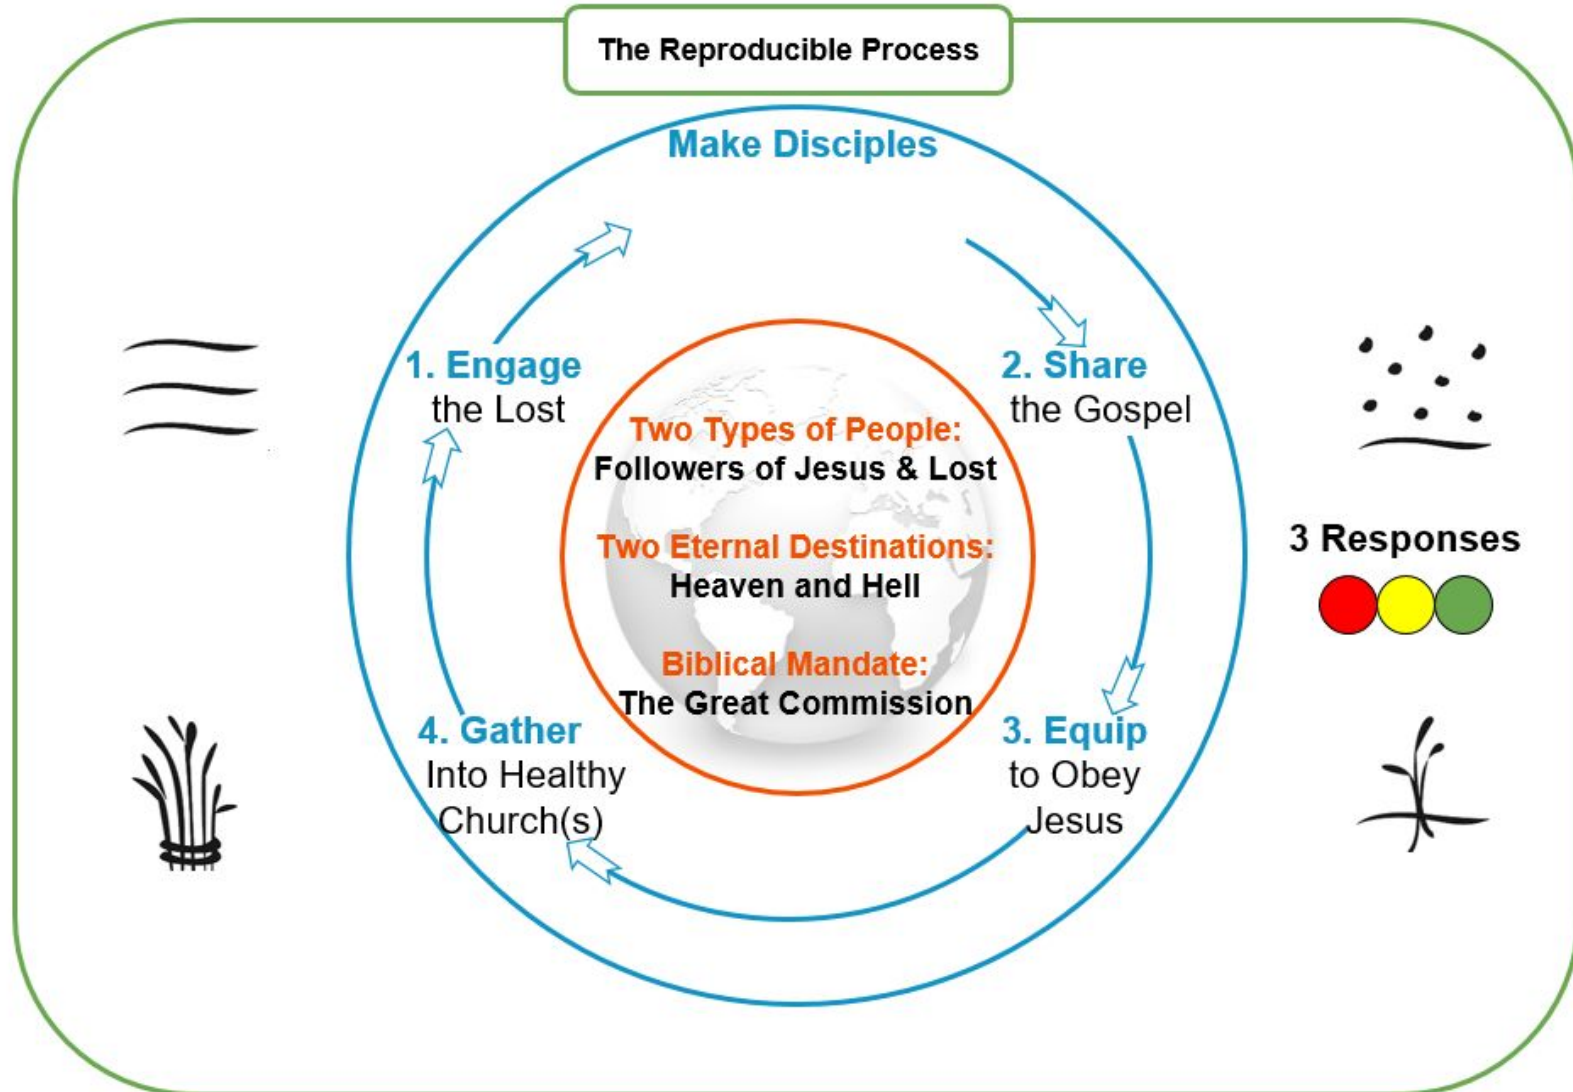 The Reproducible Process
Make Disciples
1. Engage
the Lost
2. Share
the Gospel
Two Types of People:
Followers of Jesus & Lost
Two Eternal Destinations:
Heaven and Hell
Biblical Mandate:
The Great Commission
3 Responses
3. Equip
to Obey
Jesus
4. Gather
Into Healthy
Church(s)